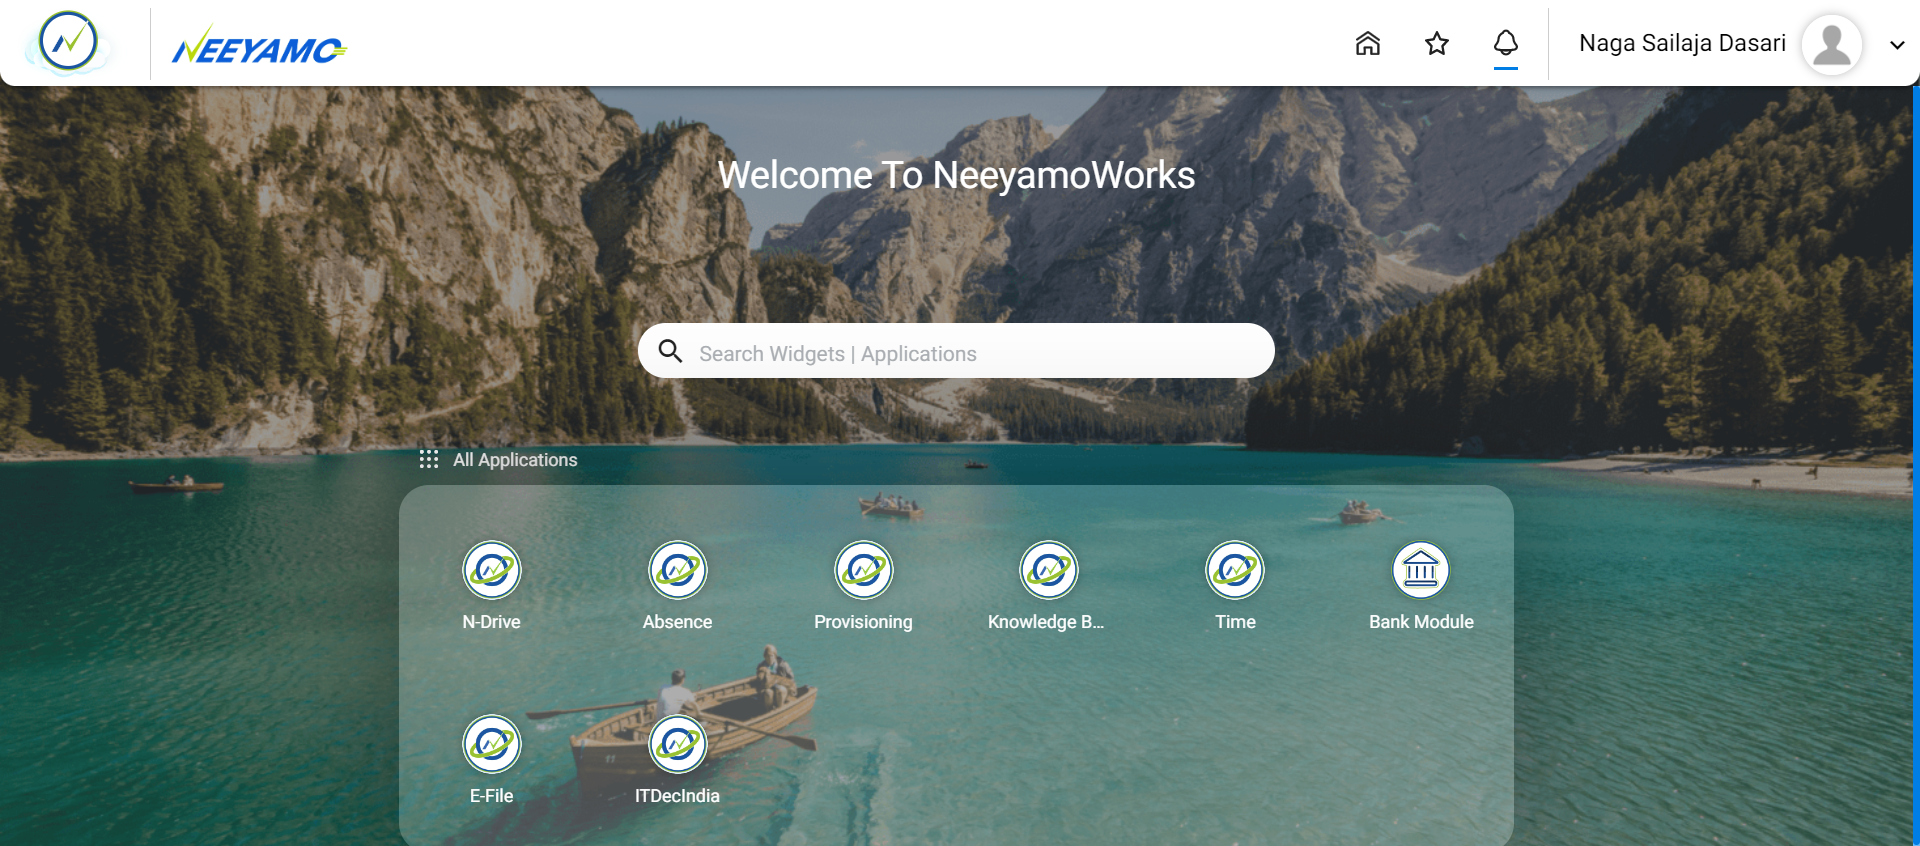 NEEYAMO
Naga Sailaja Dasari
Welcome To NeeyamoWorks
Search Widgets | Applications
All Applications
N-Drive
Absence
Provisioning
Knowledge B...
Time
Bank Module
E-File
ITDecIndia
11